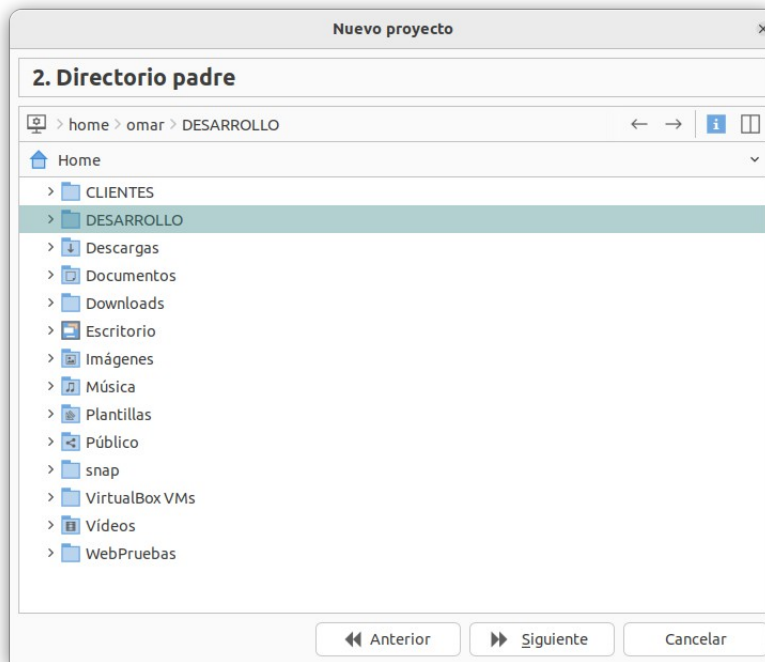 Nuevo proyecto
2. Directorio padre
home > omar > DESARROLLO
Home
CLIENTES
DESARROLLO
Descargas
Documentos
Downloads
Escritorio
Imágenes
Música
Plantillas
Público
snap
VirtualBox VMs
Vídeos
WebPruebas
Anterior Siguiente Cancelar